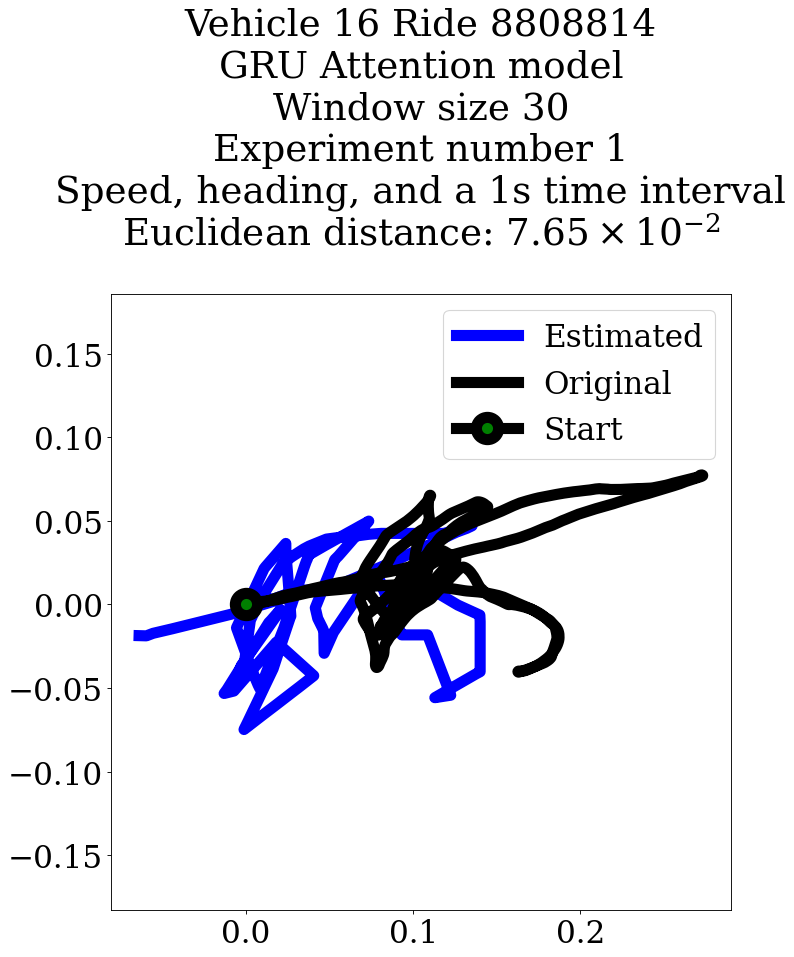 Vehicle 16 Ride 8808814
GRU Attention model
Window size 30
Experiment number 1
Speed, heading, and a 1s time interval
Euclidean distance: 7.65 × 10⁻²
Estimated
Original
Start
0.15
0.10
0.05
0.00
−0.05
−0.10
−0.15
0.0 0.1 0.2